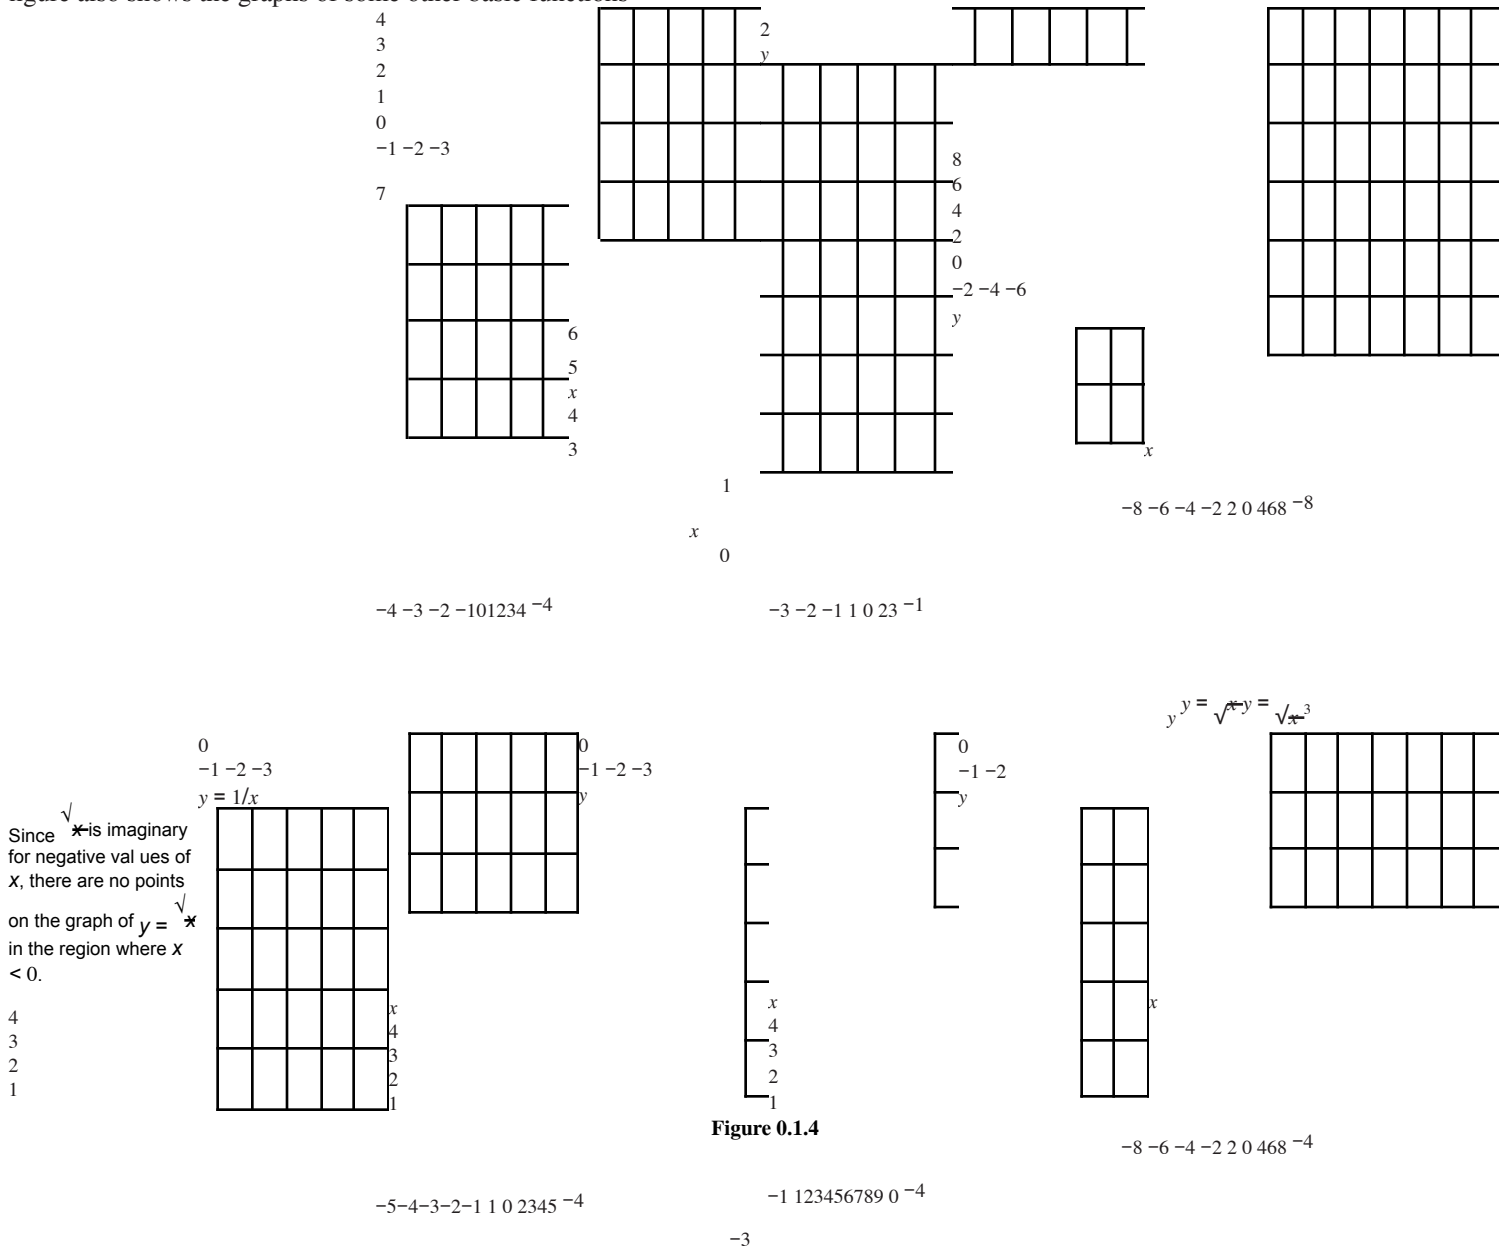 figure also shows the graphs of some other basic functions
4
3
2
1
0
−1 −2 −3
7
2
y
8
6
4
2
0
−2 −4 −6
y
6
5
x
4
3
x
1
x
0
−8 −6 −4 −2 2 0 468 −8
−4 −3 −2 −101234 −4
−3 −2 −1 1 0 23 −1
y y = √x y = √x 3
0
−1 −2 −3
y = 1/x
0
−1 −2 −3
y
0
−1 −2
y
Since √x is imaginary
for negative val ues of
x, there are no points
on the graph of y = √x
in the region where x
< 0.
4
3
2
1
x
4
3
2
1
x
4
3
2
1
x
Figure 0.1.4
−8 −6 −4 −2 2 0 468 −4
−5−4−3−2−1 1 0 2345 −4
−1 123456789 0 −4
−3